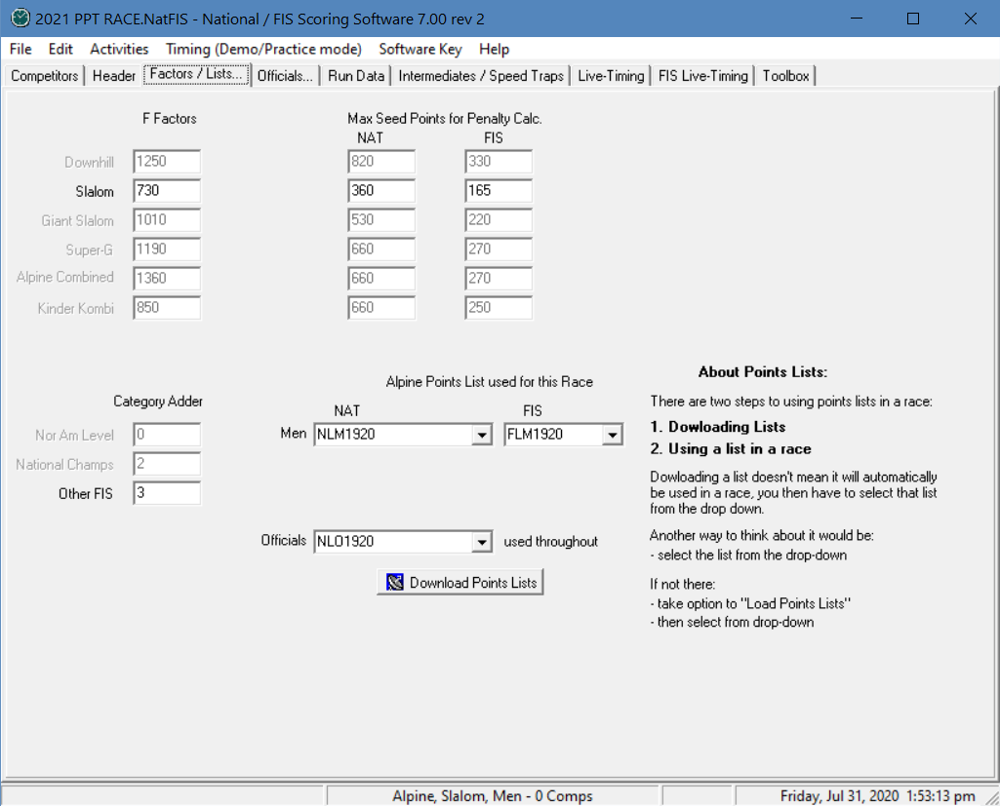 2021 PPT RACE.NatFIS - National / FIS Scoring Software 7.00 rev 2
File Edit Activities Timing (Demo/Practice mode) Software Key Help
Competitors Header Factors / Lists... Officials... Run Data Intermediates / Speed Traps Live-Timing FIS Live-Timing Toolbox
F Factors Max Seed Points for Penalty Calc.
NAT FIS
Downhill 1250 820 330
Slalom 730 360 165
Giant Slalom 1010 530 220
Super-G 1190 660 270
Alpine Combined 1360 660 270
Kinder Kombi 850 660 250
Category Adder
Nor Am Level 0
National Champs 2
Other FIS 3
Alpine Points List used for this Race
NAT FIS
Men NLM1920 FLM1920
Officials NLO1920 used throughout
Download Points Lists
About Points Lists:
There are two steps to using points lists in a race:
1. Dowloading Lists
2. Using a list in a race
Dowloading a list doesn't mean it will automatically
be used in a race, you then have to select that list
from the drop down.
Another way to think about it would be:
- select the list from the drop-down
If not there:
- take option to "Load Points Lists"
- then select from drop-down
Alpine, Slalom, Men - 0 Comps Friday, Jul 31, 2020 1:53:13 pm